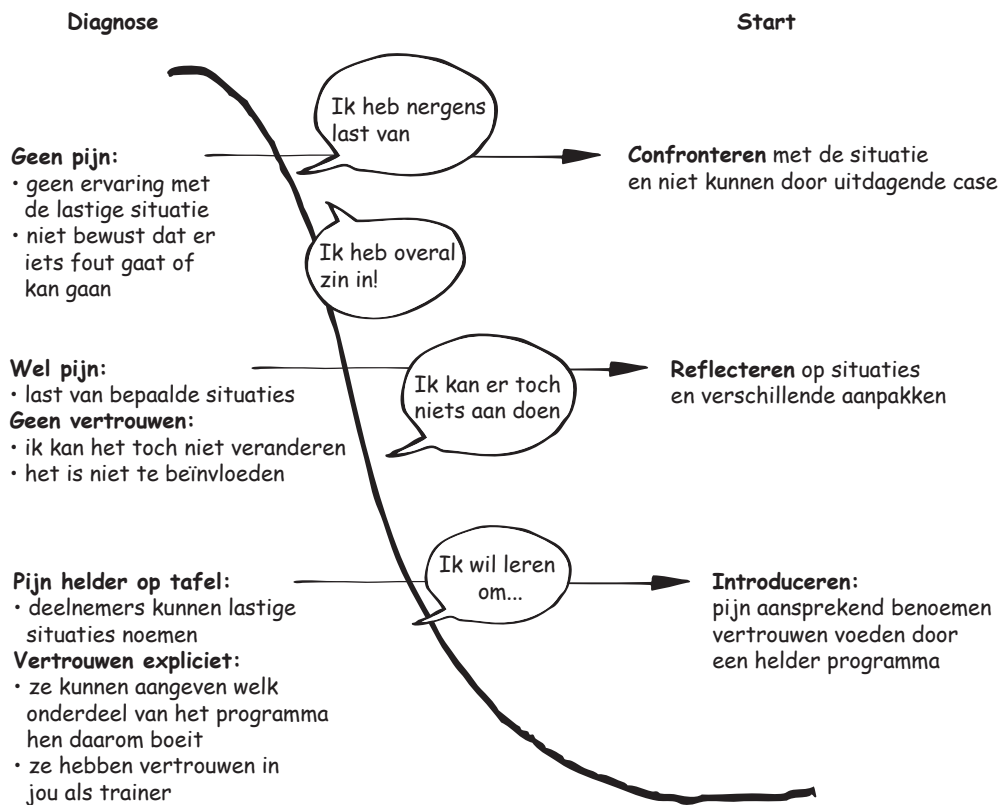 Diagnose
Start
Ik heb nergens
last van
Geen pijn:
• geen ervaring met
de lastige situatie
• niet bewust dat er
iets fout gaat of
kan gaan
Confronteren met de situatie
en niet kunnen door uitdagende case
Ik heb overal
zin in!
Wel pijn:
• last van bepaalde situaties
Geen vertrouwen:
• ik kan het toch niet veranderen
• het is niet te beïnvloeden
Ik kan er toch
niets aan doen
Reflecteren op situaties
en verschillende aanpakken
Pijn helder op tafel:
• deelnemers kunnen lastige
situaties noemen
Vertrouwen expliciet:
• ze kunnen aangeven welk
onderdeel van het programma
hen daarom boeit
• ze hebben vertrouwen in
jou als trainer
Ik wil leren
om...
Introduceren:
pijn aansprekend benoemen
vertrouwen voeden door
een helder programma